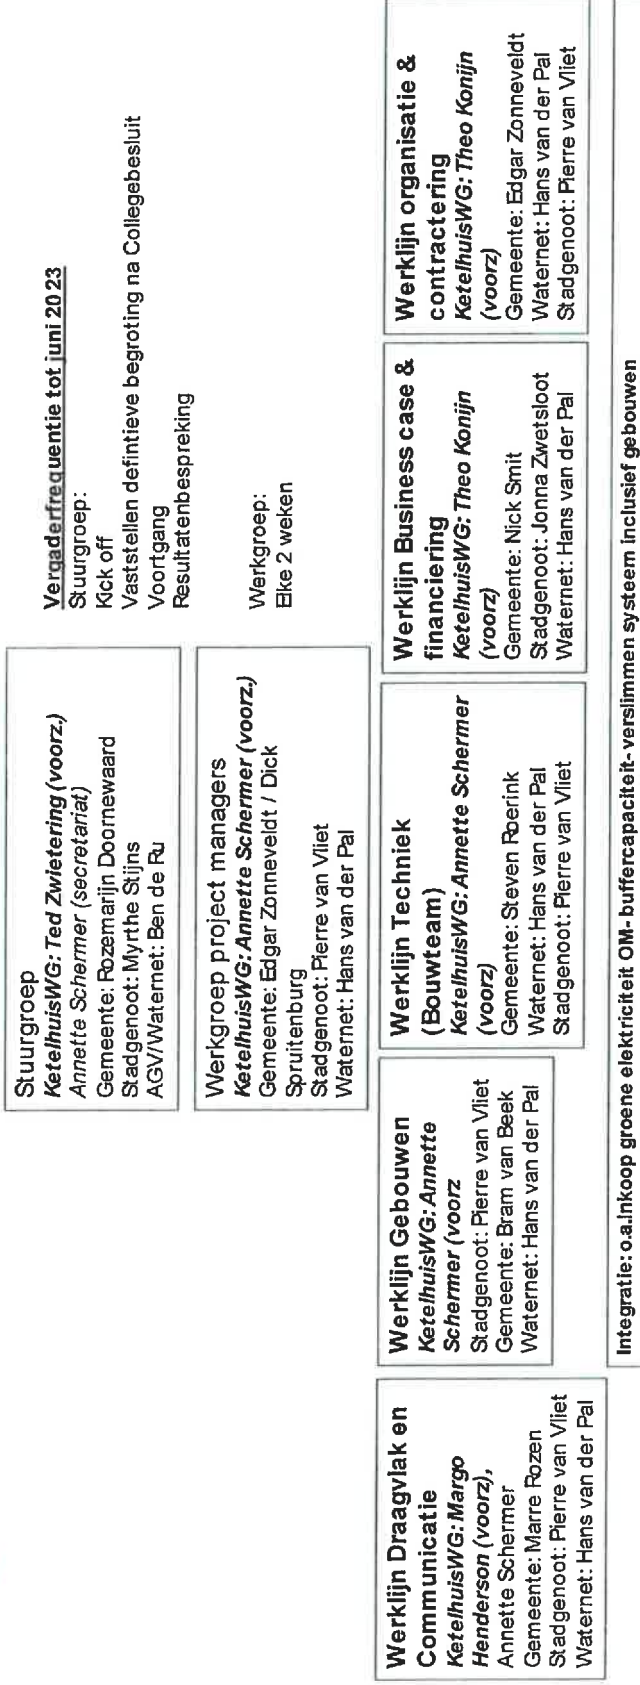 Stuurgroep
KetelhuisWG: Ted Zwietering (voorz.)
Annette Schermer (secretariat)
Gemeente: Rozemarijn Doornewaard
Stadgenoot: Myrthe Stijns
AGV/Waternet: Ben de Ru
Vergaderfrequentie tot juni 2023
Stuurgroep:
Kick off
Vaststellen defintieve begroting na Collegebesluit
Voortgang
Resultatenbespreking
Werkgroep:
Elke 2 weken
Werkgroep project managers
KetelhuisWG: Annette Schermer (voorz.)
Gemeente: Edgar Zonneveldt / Dick
Spruitenburg
Stadgenoot: Pierre van Vliet
Waternet: Hans van der Pal
Werklijn Draagvlak en
Communicatie
KetelhuisWG: Margo
Henderson (voorz),
Annette Schermer
Gemeente: Marre Rozen
Stadgenoot: Pierre van Vliet
Waternet: Hans van der Pal
Werklijn Gebouwen
KetelhuisWG: Annette
Schermer (voorz
Stadgenoot: Pierre van Vliet
Gemeente: Bram van Beek
Waternet: Hans van der Pal
Werklijn Techniek
(Bouwteam)
KetelhuisWG: Annette Schermer
(voorz)
Gemeente: Steven Roerink
Waternet: Hans van der Pal
Stadgenoot: Pierre van Vliet
Werklijn Business case &
financiering
KetelhuisWG: Theo Konijn
(voorz)
Gemeente: Nick Smit
Stadgenoot: Jonna Zwetsloot
Waternet: Hans van der Pal
Werklijn organisatie &
contractering
KetelhuisWG: Theo Konijn
(voorz)
Gemeente: Edgar Zonneveldt
Waternet: Hans van der Pal
Stadgenoot: Pierre van Vliet
Integratie: o.a.Inkoop groene elektriciteit OM- buffercapaciteit- verslimmen systeem inclusief gebouwen